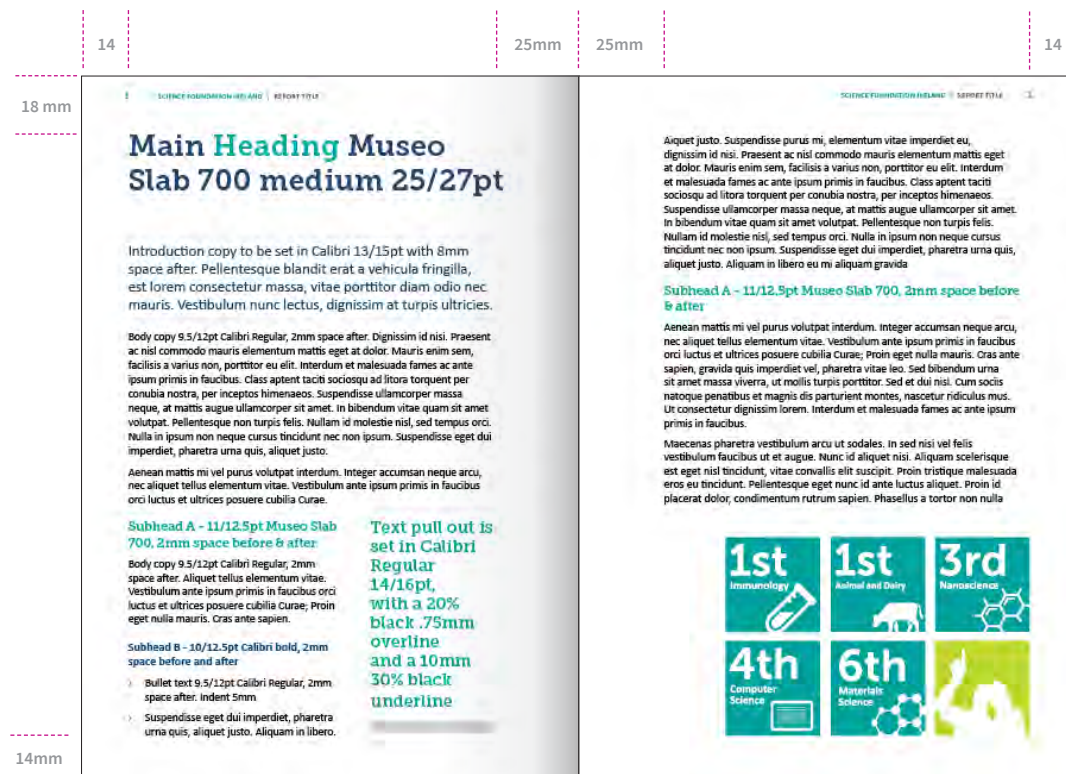 14
25mm
25mm
14
18 mm
SCIENCE FOUNDATION IRELAND | REPORT TITLE
Main Heading Museo
Slab 700 medium 25/27pt
Introduction copy to be set in Calibri 13/15pt with 8mm
space after. Pellentesque blandit erat a vehicula fringilla,
est lorem consectetur massa, vitae porttitor diam odio nec
mauris. Vestibulum nunc lectus, dignissim at turpis ultricies.
Body copy 9.5/12pt Calibri Regular, 2mm space after. Dignissim id nisi. Praesent
ac nisl commodo mauris elementum mattis eget at dolor. Mauris enim sem,
facilisis a varius non, porttitor eu elit. Interdum et malesuada fames ac ante
ipsum primis in faucibus. Class aptent taciti sociosqu ad litora torquent per
conubia nostra, per inceptos himenaeos. Suspendisse ullamcorper massa
neque, at mattis augue ullamcorper sit amet. In bibendum vitae quam sit amet
volutpat. Pellentesque non turpis felis. Nullam id molestie nisl, sed tempus orci.
Nulla in ipsum non neque cursus tincidunt nec non ipsum. Suspendisse eget dui
imperdiet, pharetra urna quis, aliquet justo.
Aenean mattis mi vel purus volutpat interdum. Integer accumsan neque arcu,
nec aliquet tellus elementum vitae. Vestibulum ante ipsum primis in faucibus
orci luctus et ultrices posuere cubilia Curae.
Subhead A - 11/12.5pt Museo Slab
700, 2mm space before & after
Body copy 9.5/12pt Calibri Regular, 2mm
space after. Aliquet tellus elementum vitae.
Vestibulum ante ipsum primis in faucibus orci
luctus et ultrices posuere cubilia Curae; Proin
eget nulla mauris. Cras ante sapien.
Subhead B - 10/12.5pt Calibri bold, 2mm
space before and after
› Bullet text 9.5/12pt Calibri Regular, 2mm
space after. Indent 5mm
› Suspendisse eget dui imperdiet, pharetra
urna quis, aliquet justo. Aliquam in libero.
Text pull out is
set in Calibri
Regular
14/16pt,
with a 20%
black .75mm
overline
and a 10mm
30% black
underline
14mm
SCIENCE FOUNDATION IRELAND | REPORT TITLE
Aiquet justo. Suspendisse purus mi, elementum vitae imperdiet eu,
dignissim id nisi. Praesent ac nisl commodo mauris elementum mattis eget
at dolor. Mauris enim sem, facilisis a varius non, porttitor eu elit. Interdum
et malesuada fames ac ante ipsum primis in faucibus. Class aptent taciti
sociosqu ad litora torquent per conubia nostra, per inceptos himenaeos.
Suspendisse ullamcorper massa neque, at mattis augue ullamcorper sit amet.
In bibendum vitae quam sit amet volutpat. Pellentesque non turpis felis.
Nullam id molestie nisl, sed tempus orci. Nulla in ipsum non neque cursus
tincidunt nec non ipsum. Suspendisse eget dui imperdiet, pharetra urna quis,
aliquet justo. Aliquam in libero eu mi aliquam gravida
Subhead A - 11/12.5pt Museo Slab 700, 2mm space before
& after
Aenean mattis mi vel purus volutpat interdum. Integer accumsan neque arcu,
nec aliquet tellus elementum vitae. Vestibulum ante ipsum primis in faucibus
orci luctus et ultrices posuere cubilia Curae; Proin eget nulla mauris. Cras ante
sapien, gravida quis imperdiet vel, pharetra vitae leo. Sed bibendum urna
sit amet massa viverra, ut mollis turpis porttitor. Sed et dui nisi. Cum sociis
natoque penatibus et magnis dis parturient montes, nascetur ridiculus mus.
Ut consectetur dignissim lorem. Interdum et malesuada fames ac ante ipsum
primis in faucibus.
Maecenas pharetra vestibulum arcu ut sodales. In sed nisi vel felis
vestibulum faucibus ut et augue. Nunc id aliquet nisi. Aliquam scelerisque
est eget nisl tincidunt, vitae convallis elit suscipit. Proin tristique malesuada
eros eu tincidunt. Pellentesque eget nunc id ante luctus aliquet. Proin id
placerat dolor, condimentum rutrum sapien. Phasellus a tortor non nulla
1st
Immunology
1st
Animal and Dairy
3rd
Nanoscience
4th
Computer
Science
6th
Materials
Science